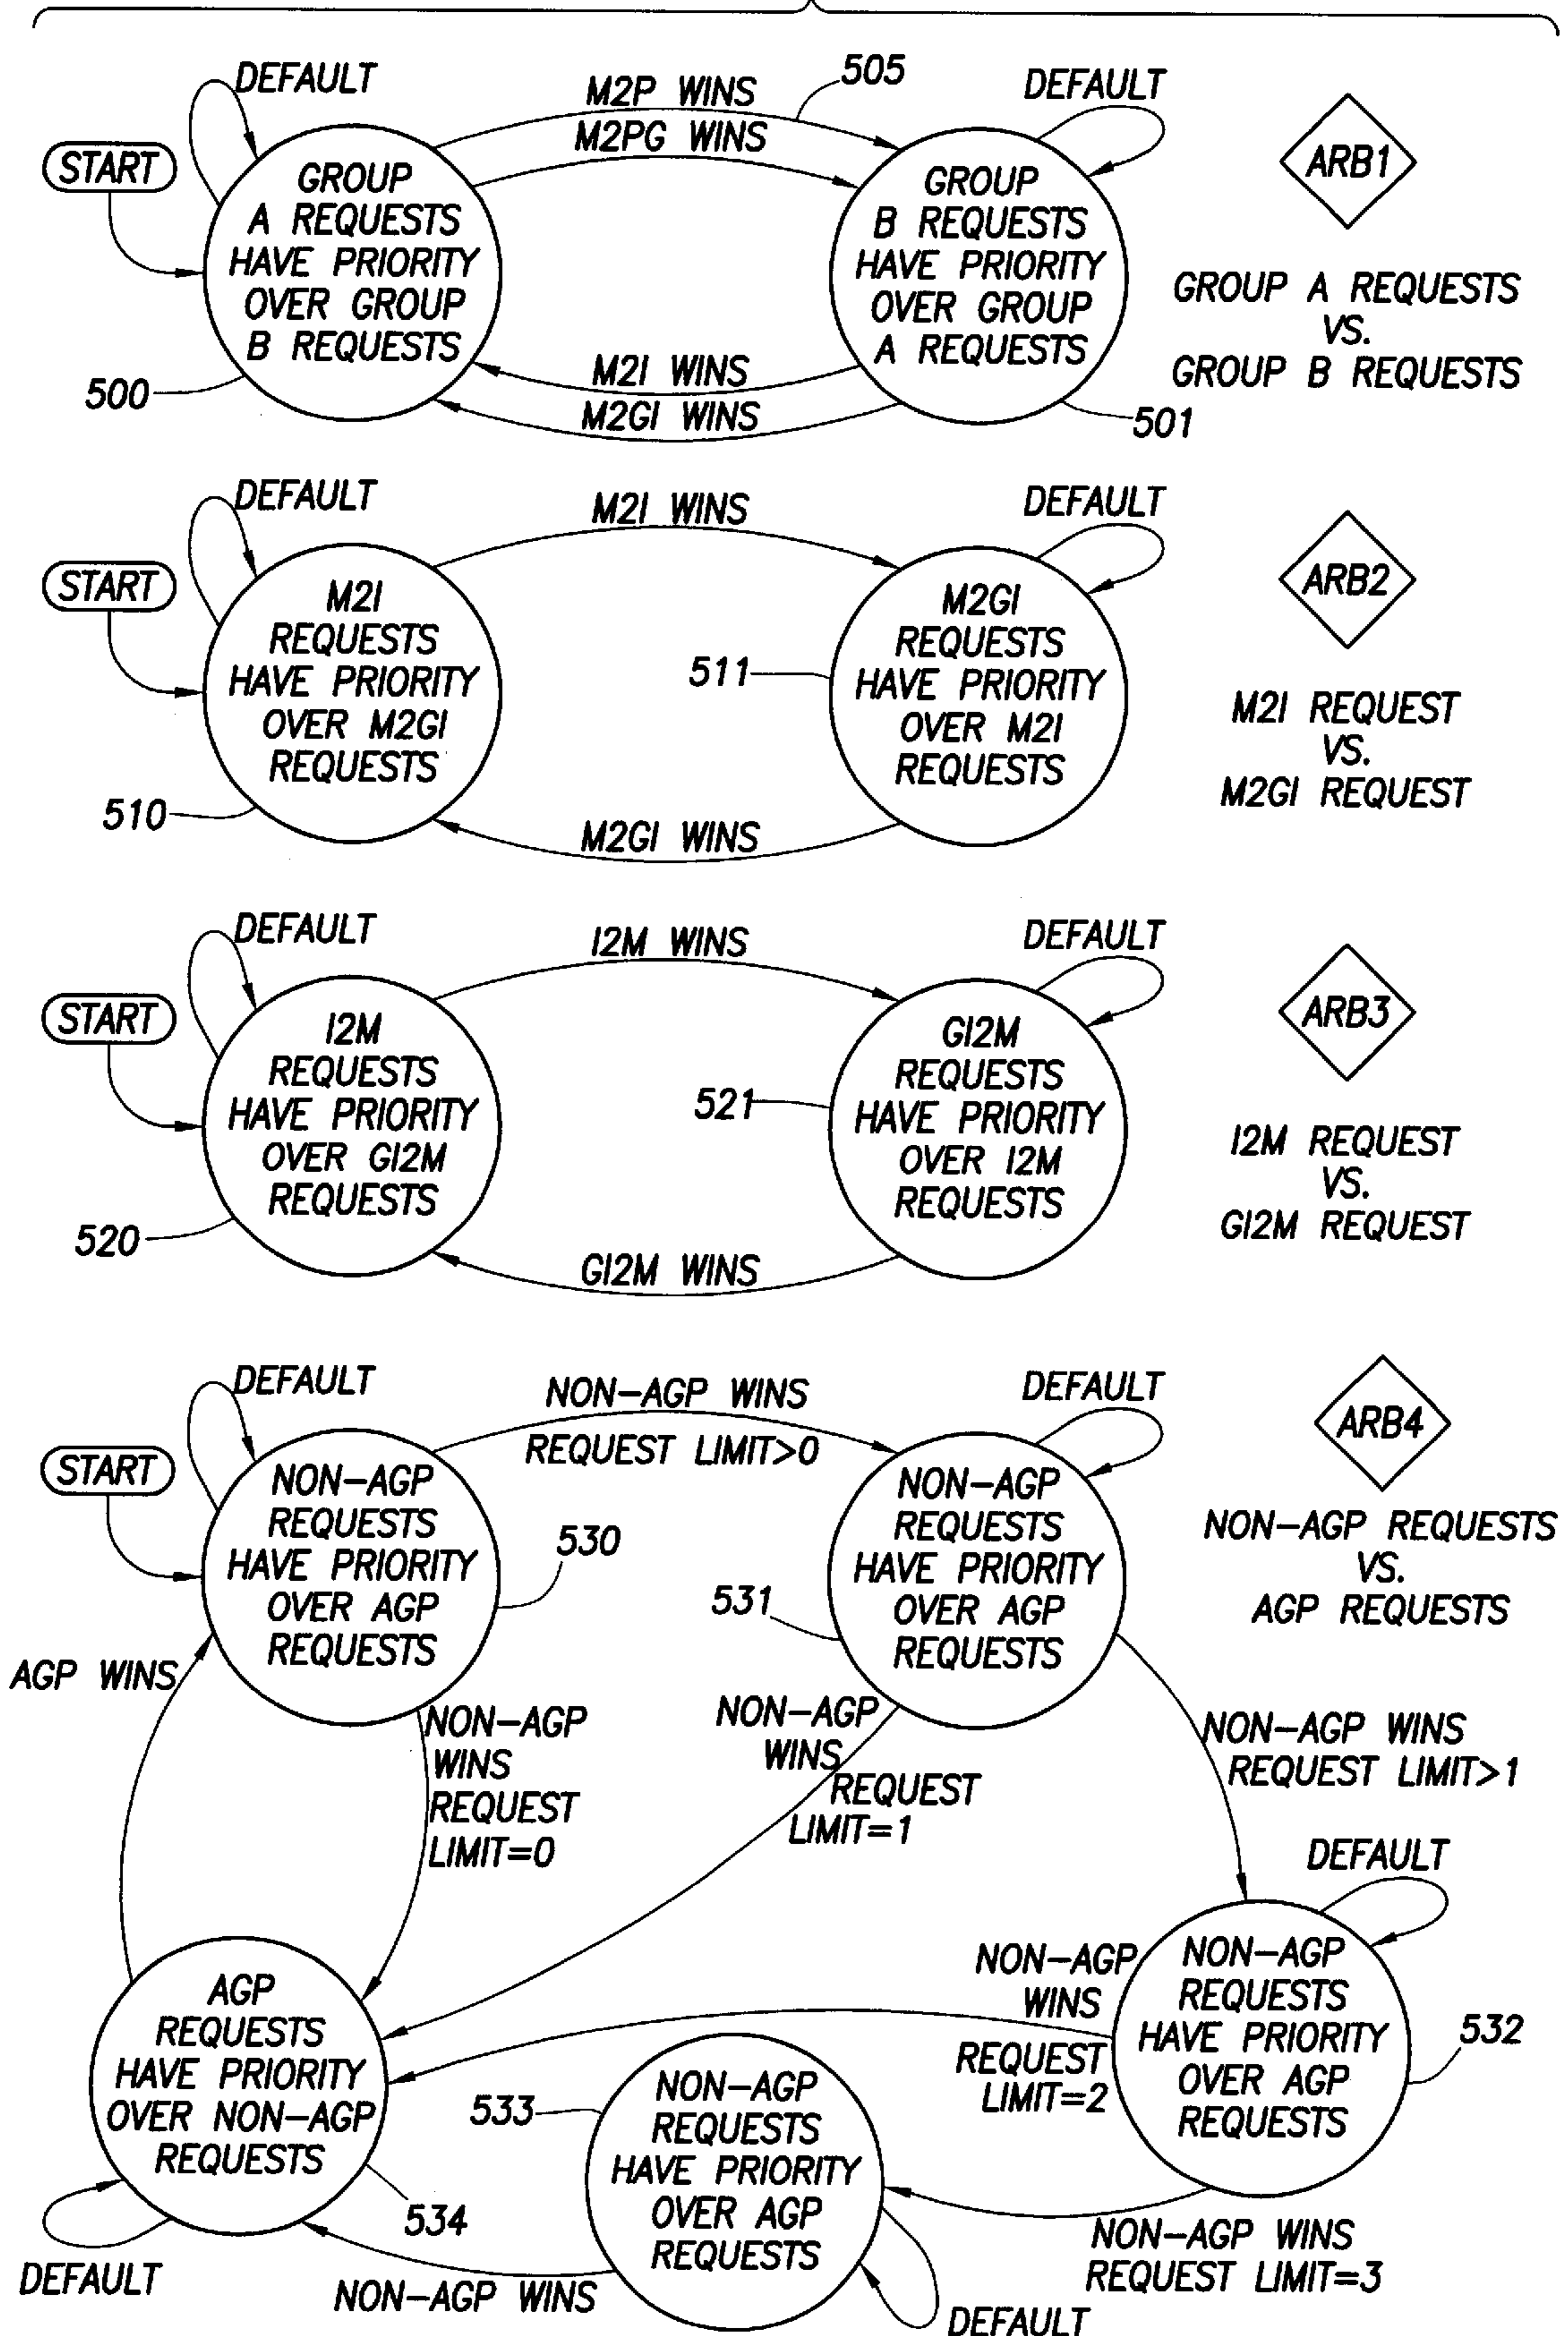 DEFAULT
M2P WINS
505
DEFAULT
M2PG WINS
START
GROUP
A REQUESTS
HAVE PRIORITY
OVER GROUP
B REQUESTS
GROUP
B REQUESTS
HAVE PRIORITY
OVER GROUP
A REQUESTS
ARB1
GROUP A REQUESTS
VS.
GROUP B REQUESTS
500
M2I WINS
M2GI WINS
501
DEFAULT
M2I WINS
DEFAULT
START
M2I
REQUESTS
HAVE PRIORITY
OVER M2GI
REQUESTS
511
M2GI
REQUESTS
HAVE PRIORITY
OVER M2I
REQUESTS
ARB2
M2I REQUEST
VS.
M2GI REQUEST
510
M2GI WINS
DEFAULT
I2M WINS
DEFAULT
START
I2M
REQUESTS
HAVE PRIORITY
OVER GI2M
REQUESTS
521
GI2M
REQUESTS
HAVE PRIORITY
OVER I2M
REQUESTS
ARB3
I2M REQUEST
VS.
GI2M REQUEST
520
GI2M WINS
DEFAULT
NON-AGP WINS
REQUEST LIMIT>0
DEFAULT
START
NON-AGP
REQUESTS
HAVE PRIORITY
OVER AGP
REQUESTS
530
531
NON-AGP
REQUESTS
HAVE PRIORITY
OVER AGP
REQUESTS
ARB4
NON-AGP REQUESTS
VS.
AGP REQUESTS
AGP WINS
NON-AGP
WINS
REQUEST
LIMIT=0
NON-AGP
WINS
REQUEST
LIMIT=1
NON-AGP WINS
REQUEST LIMIT>1
DEFAULT
AGP
REQUESTS
HAVE PRIORITY
OVER NON-AGP
REQUESTS
NON-AGP
WINS
REQUEST
LIMIT=2
NON-AGP
REQUESTS
HAVE PRIORITY
OVER AGP
REQUESTS
532
533
NON-AGP
REQUESTS
HAVE PRIORITY
OVER AGP
REQUESTS
534
DEFAULT
NON-AGP WINS
NON-AGP WINS
REQUEST LIMIT=3
DEFAULT